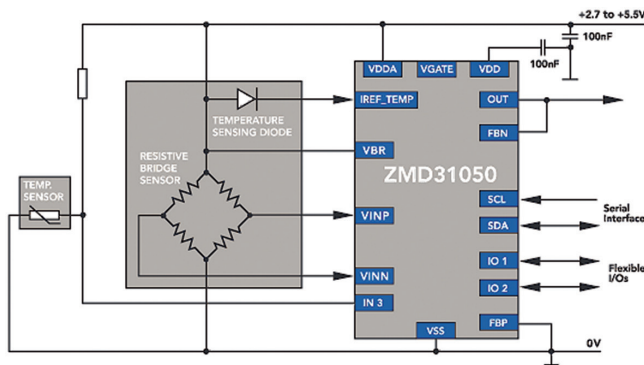 +2.7 to +5.5V
100nF
100nF
VDDA
VGATE
VDD
IREF_TEMP
OUT
TEMPERATURE
SENSING DIODE
FBN
RESISTIVE
BRIDGE
SENSOR
VBR
ZMD31050
TEMP.
SENSOR
SCL
Serial
Interface
VINP
SDA
IO 1
Flexible
I/Os
VINN
IO 2
IN 3
FBP
VSS
0V